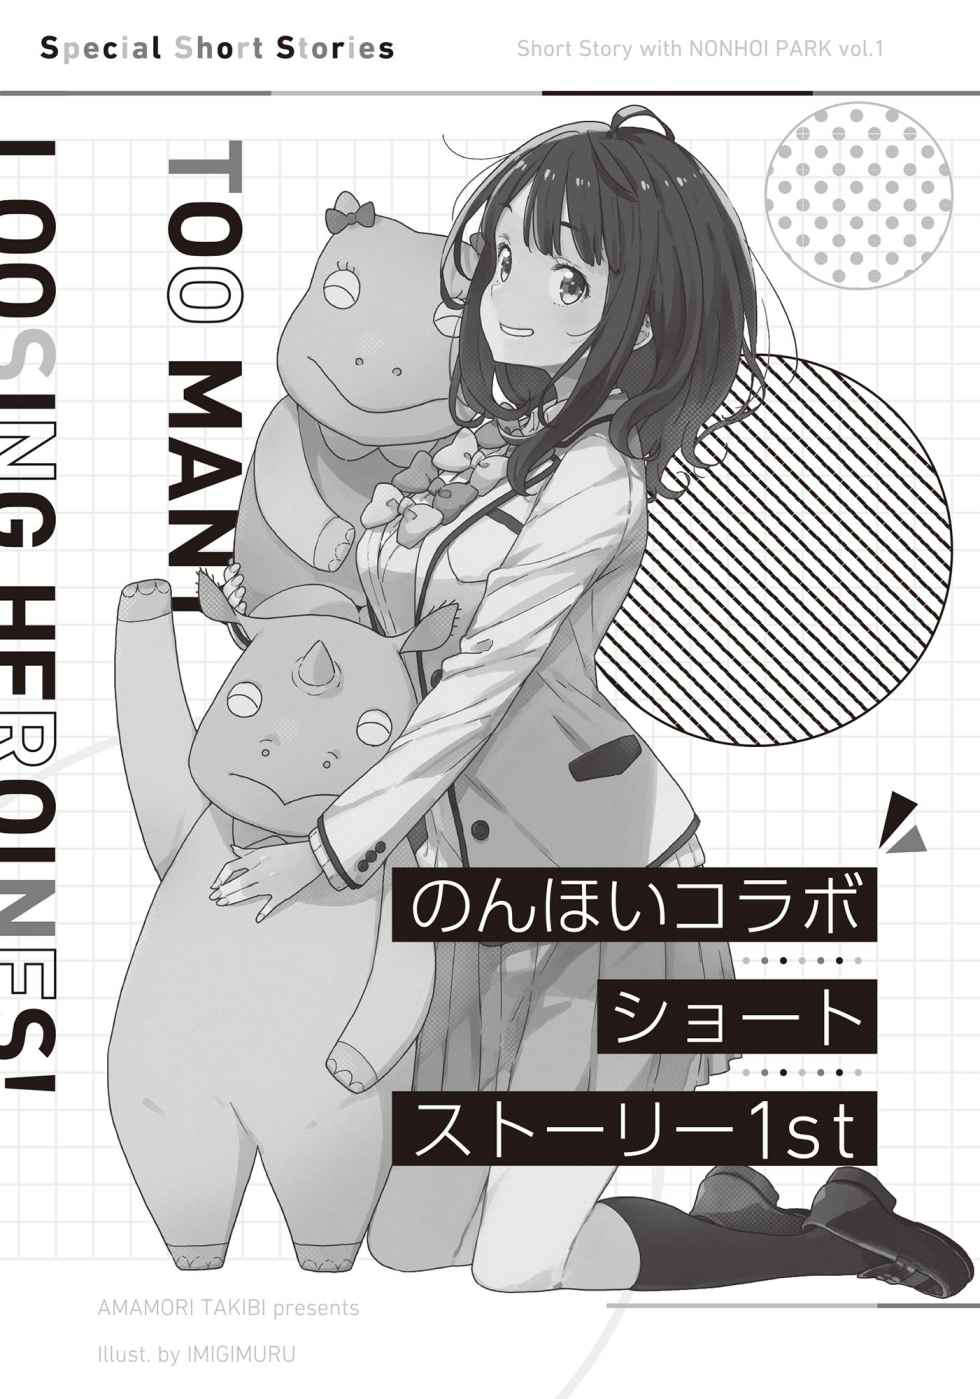 Special Short Stories
Short Story with NONHOI PARK vol.1
TOO MANY
LOOSING HEROINES!
のんほいコラボ
ショート
ストーリー1st
AMAMORI TAKIBI presents
Illust. by IMIGIMURU